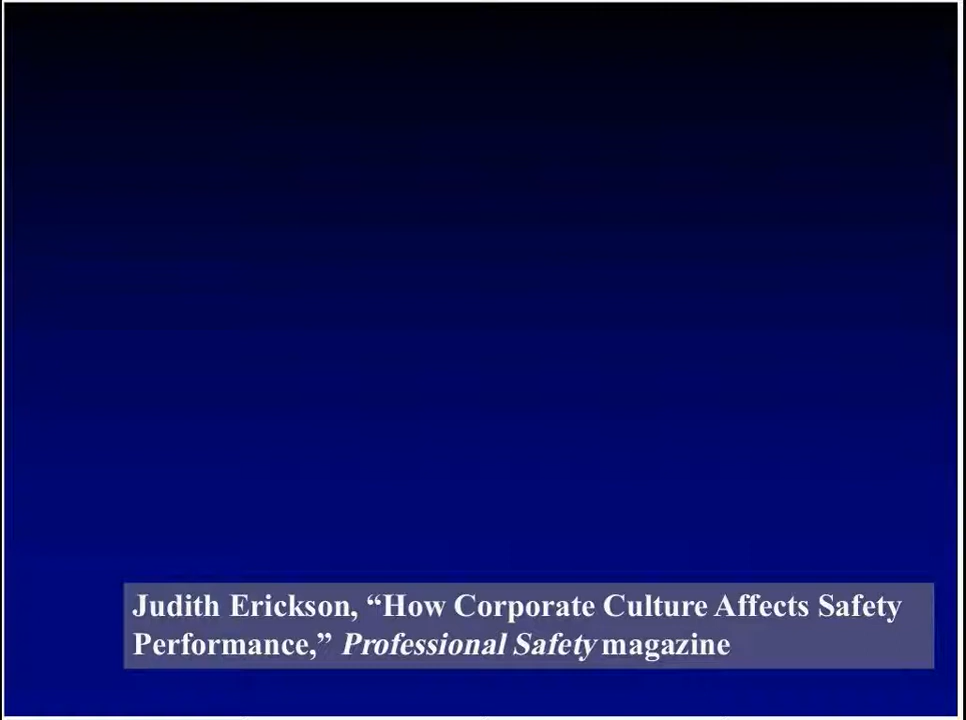 Judith Erickson, “How Corporate Culture Affects Safety
Performance,” Professional Safety magazine